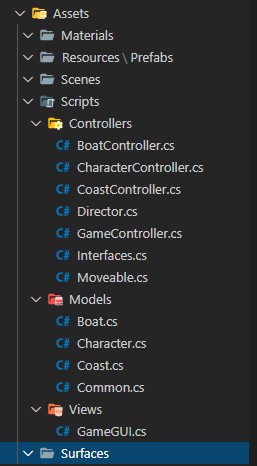 Assets
Materials
Resources \ Prefabs
Scenes
Scripts
Controllers
C# BoatController.cs
C# CharacterController.cs
C# CoastController.cs
C# Director.cs
C# GameController.cs
C# Interfaces.cs
C# Moveable.cs
Models
C# Boat.cs
C# Character.cs
C# Coast.cs
C# Common.cs
Views
C# GameGUI.cs
Surfaces